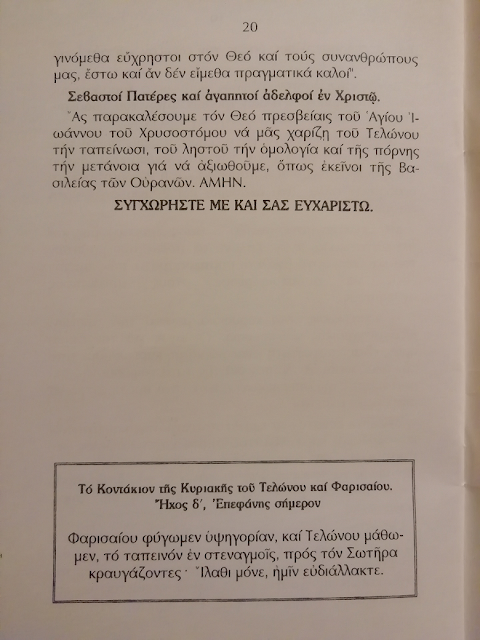 20
γινόμεθα εὔχρηστοι στόν Θεό καί τούς συνανθρώπους
μας, ἔστω καί ἄν δέν εἴμεθα πραγματικά καλοί".
Σεβαστοί Πατέρες καί ἀγαπητοί ἀδελφοί ἐν Χριστῷ.
Ἄς παρακαλέσουμε τόν Θεό πρεσβείαις τοῦ Ἁγίου Ἰ-
ωάννου τοῦ Χρυσοστόμου νά μᾶς χαρίζῃ τοῦ Τελώνου
τήν ταπείνωσι, τοῦ ληστοῦ τήν ὁμολογία καί τῆς πόρνης
τήν μετάνοια γιά νά ἀξιωθοῦμε, ὅπως ἐκεῖνοι τῆς Βα-
σιλείας τῶν Οὐρανῶν. ΑΜΗΝ.
ΣΥΓΧΩΡΗΣΤΕ ΜΕ ΚΑΙ ΣΑΣ ΕΥΧΑΡΙΣΤΩ.
Τό Κοντάκιον τῆς Κυριακῆς τοῦ Τελώνου καί Φαρισαίου.
Ἦχος δ', Ἐπεφάνης σήμερον
Φαρισαίου φύγωμεν ὑψηγορίαν, καί Τελώνου μάθω-
μεν, τό ταπεινόν ἐν στεναγμοῖς, πρός τόν Σωτῆρα
κραυγάζοντες· Ἵλαθι μόνε, ἡμῖν εὐδιάλλακτε.